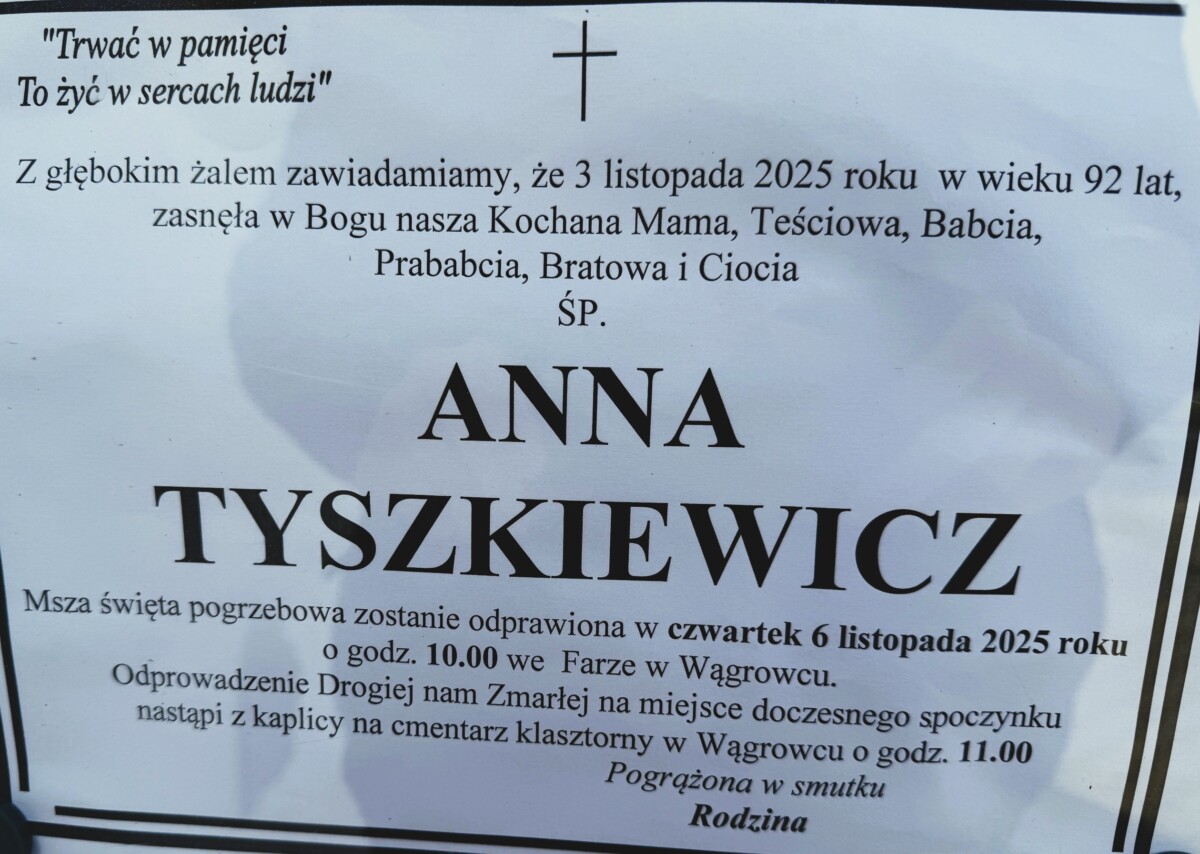 "Trwać w pamięci
To żyć w sercach ludzi"
Z głębokim żalem zawiadamiamy, że 3 listopada 2025 roku w wieku 92 lat,
zasnęła w Bogu nasza Kochana Mama, Teściowa, Babcia,
Prababcia, Bratowa i Ciocia
ŚP.
ANNA
TYSZKIEWICZ
Msza święta pogrzebowa zostanie odprawiona w czwartek 6 listopada 2025 roku
o godz. 10.00 we Farze w Wągrowcu.
Odprowadzenie Drogiej nam Zmarłej na miejsce doczesnego spoczynku
nastąpi z kaplicy na cmentarz klasztorny w Wągrowcu o godz. 11.00
Pogrążona w smutku
Rodzina